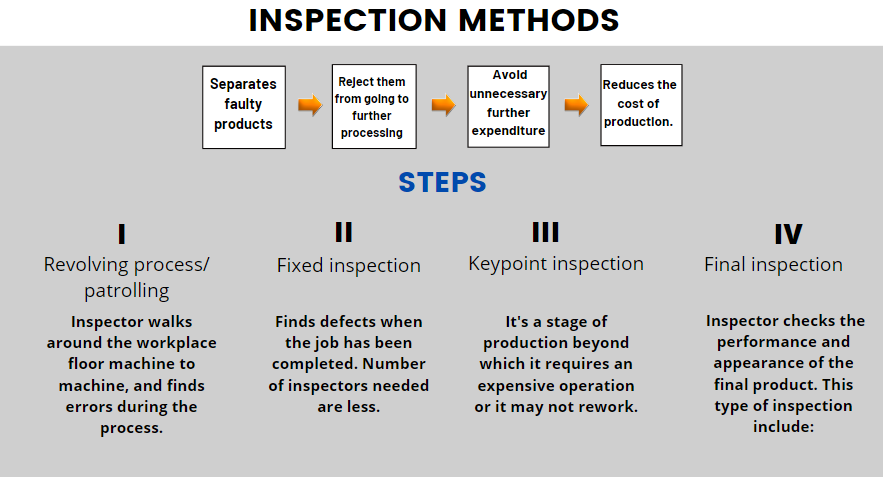 INSPECTION METHODS
Separates
faulty
products
Reject them
from going to
further
processing
Avoid
unnecessary
further
expenditure
Reduces the
cost of
production.
STEPS
I
Revolving process/
patrolling
Inspector walks
around the workplace
floor machine to
machine, and finds
errors during the
process.
II
Fixed inspection
Finds defects when
the job has been
completed. Number
of inspectors needed
are less.
III
Keypoint inspection
It's a stage of
production beyond
which it requires an
expensive operation
or it may not rework.
IV
Final inspection
Inspector checks the
performance and
appearance of the
final product. This
type of inspection
include: